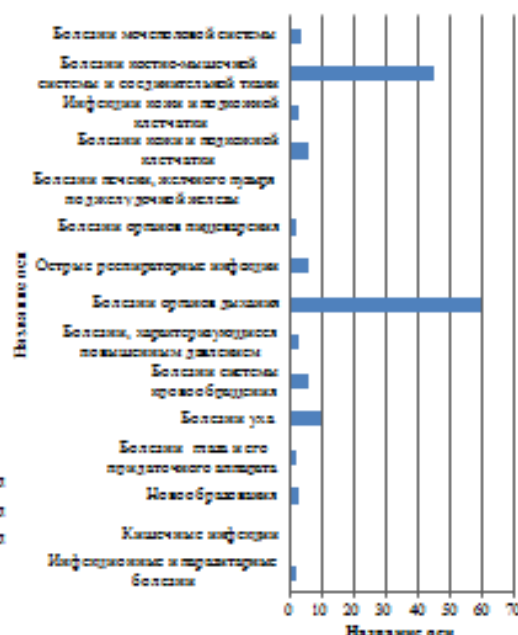 Болезни мочеполовой системы
Болезни костно-мышечной
системы и соединительной ткани
Инфекции кожи и подкожной
клетчатки
Болезни кожи и подкожной
клетчатки
Болезни печени, желчного пузыря
поджелудочной железы
Болезни органов пищеварения
Острые респираторные инфекции
Болезни органов дыхания
Болезни, характеризующиеся
повышенным давлением
Болезни системы
кровообращения
Болезни уха
Болезни глаза и его
придаточного аппарата
Новообразования
Кишечные инфекции
Инфекционные и паразитарные
болезни
Название оси
0 10 20 30 40 50 60 70
Название оси